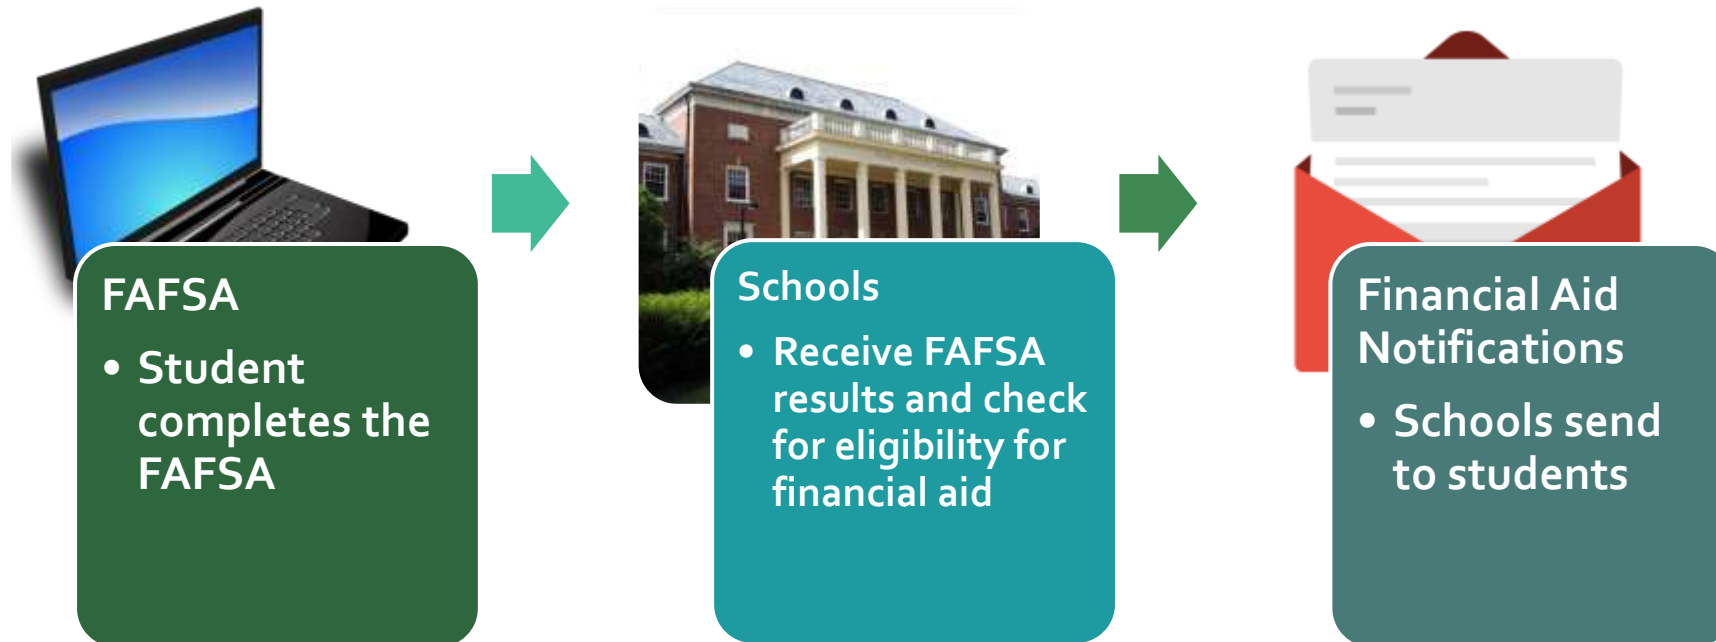 FAFSA
• Student
completes the
FAFSA
Schools
• Receive FAFSA
results and check
for eligibility for
financial aid
Financial Aid
Notifications
• Schools send
to students